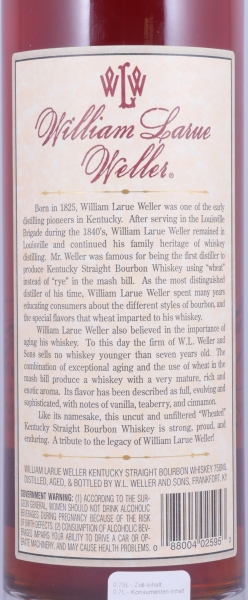 WLW
William Larue
Weller®
Born in 1825, William Larue Weller was one of the early
distilling pioneers in Kentucky. After serving in the Louisville
Brigade during the 1840's, William Larue Weller remained in
Louisville and continued his family heritage of whiskey
distilling. Mr. Weller was famous for being the first distiller to
produce Kentucky Straight Bourbon Whiskey using "wheat"
instead of "rye" in the mash bill. As the most distinguished
distiller of his time, William Larue Weller spent many years
educating consumers about the different styles of bourbon, and
the special flavors that wheat imparted to his whiskey.
William Larue Weller also believed in the importance of
aging his whiskey. To this day the firm of W.L. Weller and
Sons sells no whiskey younger than seven years old. The
combination of exceptional aging and the use of wheat in the
mash bill produce a whiskey with a very mature, rich and
exotic aroma. Its flavor has been described as full, evolving and
sophisticated, with notes of vanilla, teaberry, and cinnamon.
Like its namesake, this uncut and unfiltered "Wheated"
Kentucky Straight Bourbon Whiskey is strong, proud, and
enduring. A tribute to the legacy of William Larue Weller!
WILLIAM LARUE WELLER KENTUCKY STRAIGHT BOURBON WHISKEY 750ML
DISTILLED, AGED, & BOTTLED BY W.L. WELLER AND SONS, FRANKFORT, KY
GOVERNMENT WARNING: (1) ACCORDING TO THE SUR-
GEON GENERAL, WOMEN SHOULD NOT DRINK ALCOHOLIC
BEVERAGES DURING PREGNANCY BECAUSE OF THE RISK
OF BIRTH DEFECTS. (2) CONSUMPTION OF ALCOHOLIC BEV-
ERAGES IMPAIRS YOUR ABILITY TO DRIVE A CAR OR OP-
ERATE MACHINERY, AND MAY CAUSE HEALTH PROBLEMS.
0 88004 02595
0,75L - Zoll-Inhalt
0,7L - Konsumenten-Inhalt